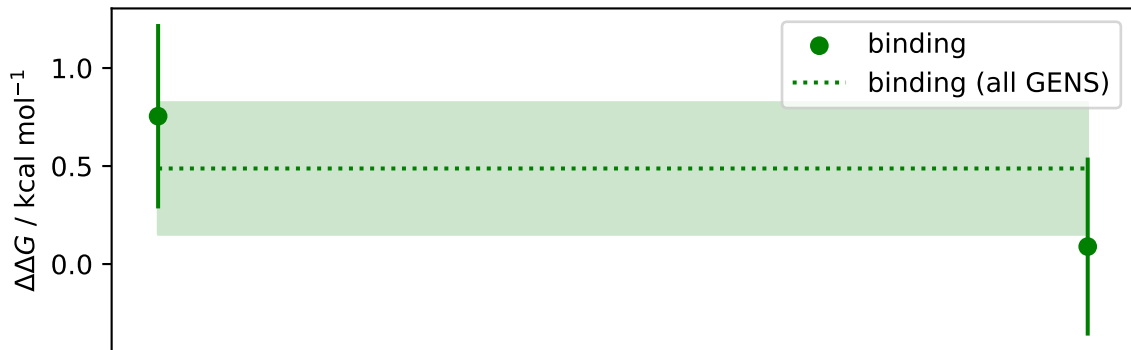 1.0
0.5
0.0
ΔΔG / kcal mol⁻¹
binding
binding (all GENS)